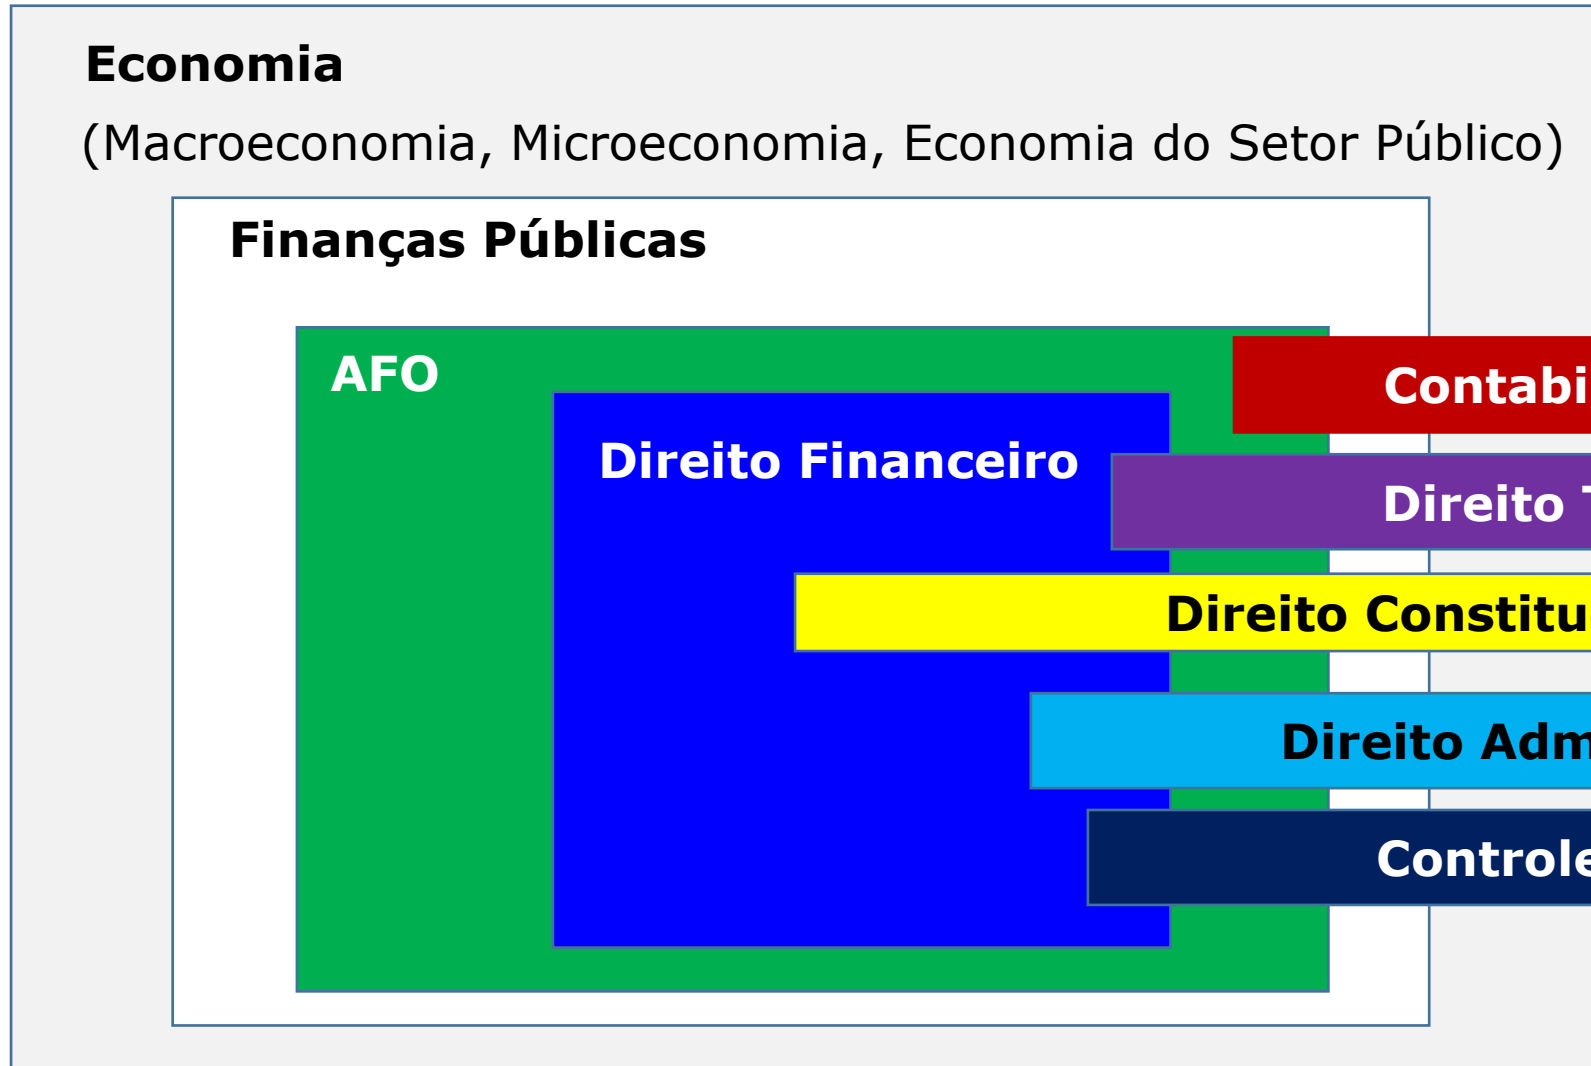 Economia
(Macroeconomia, Microeconomia, Economia do Setor Público)
Finanças Públicas
AFO
Contabi
Direito Financeiro
Direito
Direito Constitu
Direito Adm
Controle